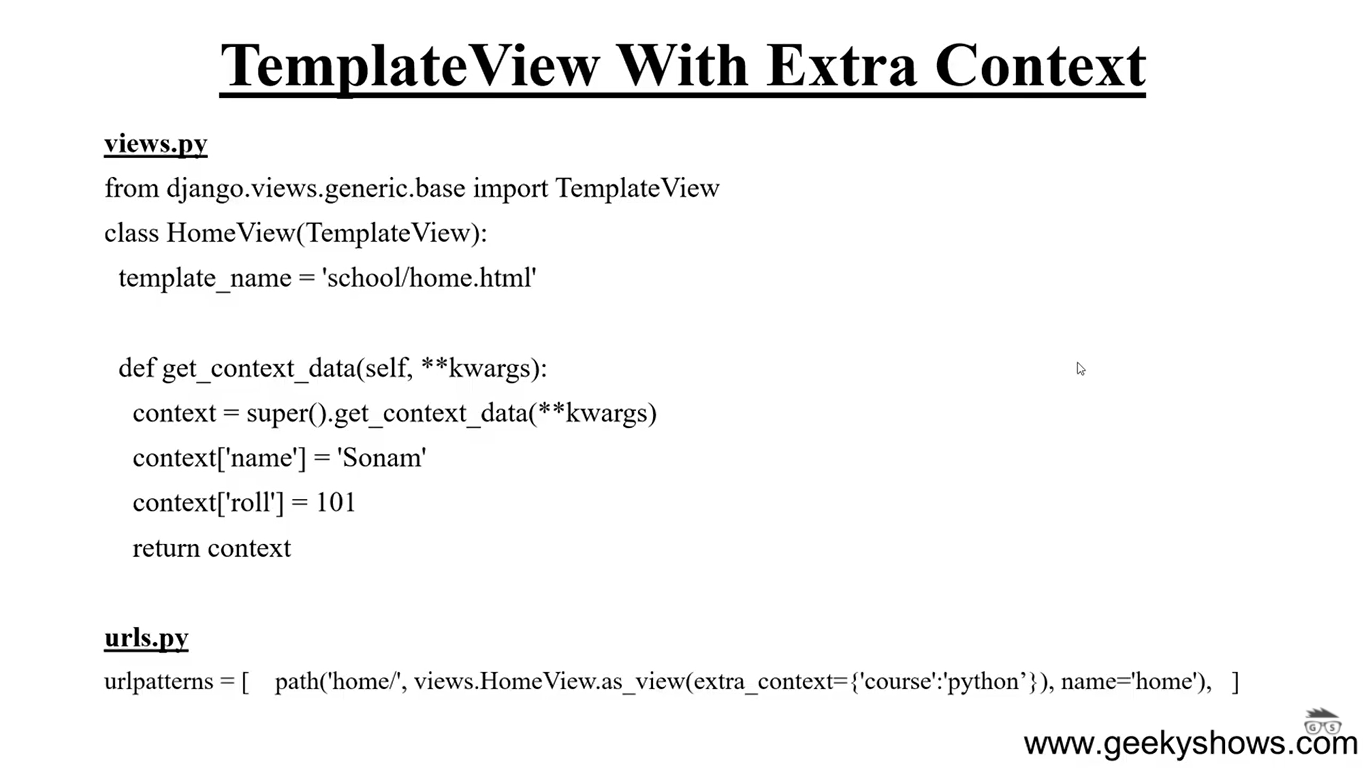 TemplateView With Extra Context
views.py
from django.views.generic.base import TemplateView
class HomeView(TemplateView):
template_name = 'school/home.html'
def get_context_data(self, **kwargs):
context = super().get_context_data(**kwargs)
context['name'] = 'Sonam'
context['roll'] = 101
return context
urls.py
urlpatterns = [ path('home/', views.HomeView.as_view(extra_context={'course':'python’}), name='home'), ]
G S
www.geekyshows.com